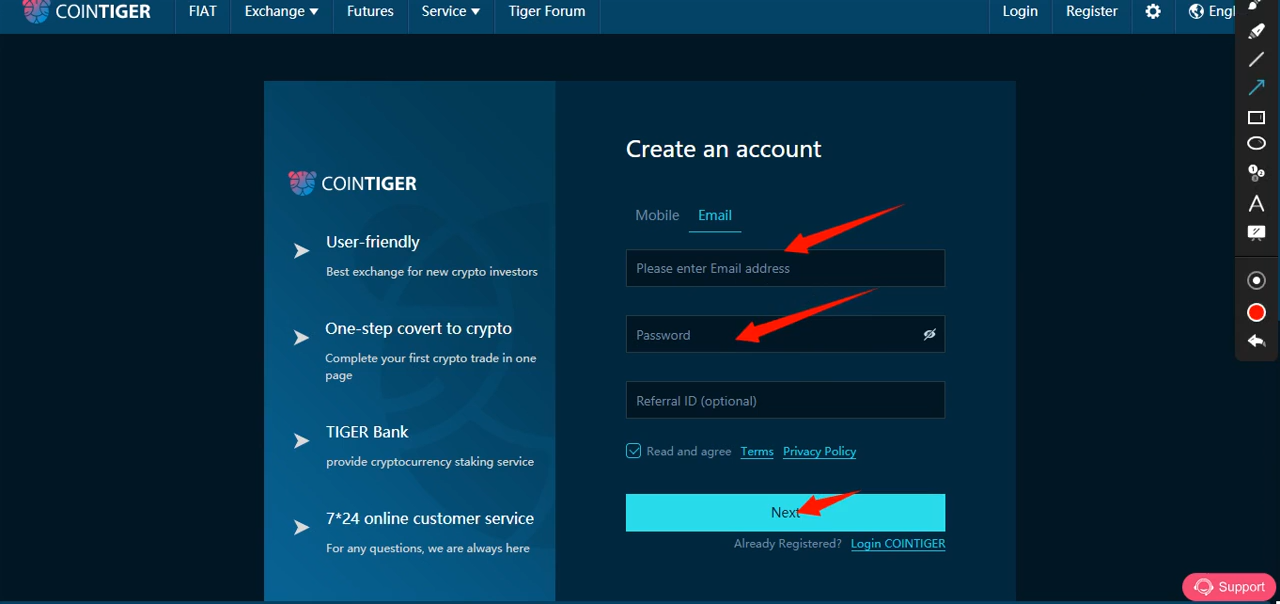 COINTIGER
FIAT
Exchange
Futures
Service
Tiger Forum
Login
Register
Engl
COINTIGER
User-friendly
Best exchange for new crypto investors
One-step covert to crypto
Complete your first crypto trade in one
page
TIGER Bank
provide cryptocurrency staking service
7*24 online customer service
For any questions, we are always here
Create an account
Mobile Email
Please enter Email address
Password
Referral ID (optional)
Read and agree Terms Privacy Policy
Next
Already Registered? Login COINTIGER
A
Support